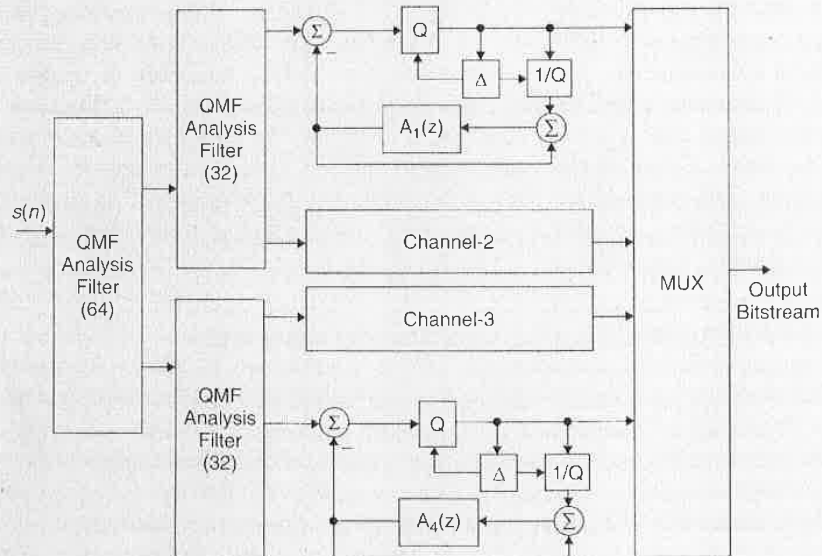 s(n)
QMF
Analysis
Filter
(64)
QMF
Analysis
Filter
(32)
Σ
−
Q
Δ
1/Q
A₁(z)
Σ
Channel-2
Channel-3
QMF
Analysis
Filter
(32)
Σ
−
Q
Δ
1/Q
A₄(z)
Σ
MUX
Output
Bitstream